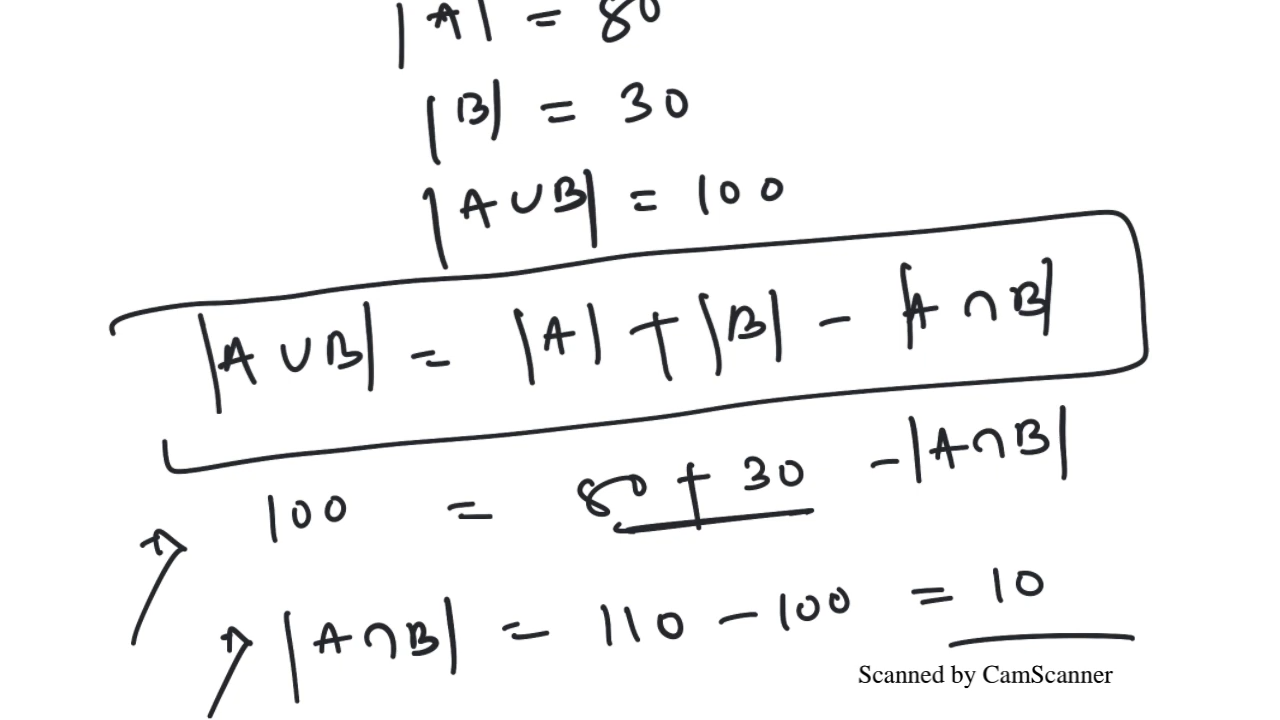 |A| = 80
|B| = 30
|A ∪ B| = 100
|A ∪ B| = |A| + |B| - |A ∩ B|
100 = 80 + 30 - |A ∩ B|
|A ∩ B| = 110 - 100 = 10
Scanned by CamScanner